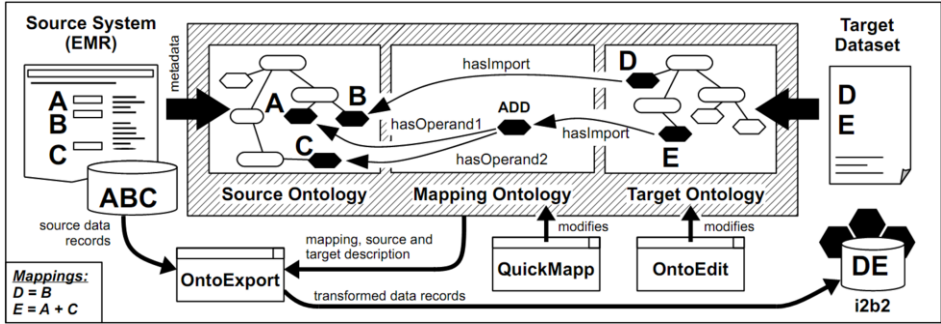 Source System
(EMR)
A
B
C
ABC
metadata
A
B
C
Source Ontology
hasImport
ADD
hasOperand1
hasImport
hasOperand2
Mapping Ontology
D
E
Target Ontology
Target
Dataset
D
E
source data
records
mapping, source and
target description
modifies
modifies
OntoExport
QuickMapp
OntoEdit
DE
i2b2
transformed data records
Mappings:
D = B
E = A + C